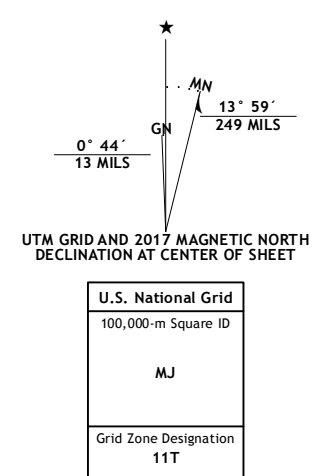 ★
MN
13° 59´
249 MILS
GN
0° 44´
13 MILS
UTM GRID AND 2017 MAGNETIC NORTH
DECLINATION AT CENTER OF SHEET
U.S. National Grid
100,000-m Square ID
MJ
Grid Zone Designation
11T